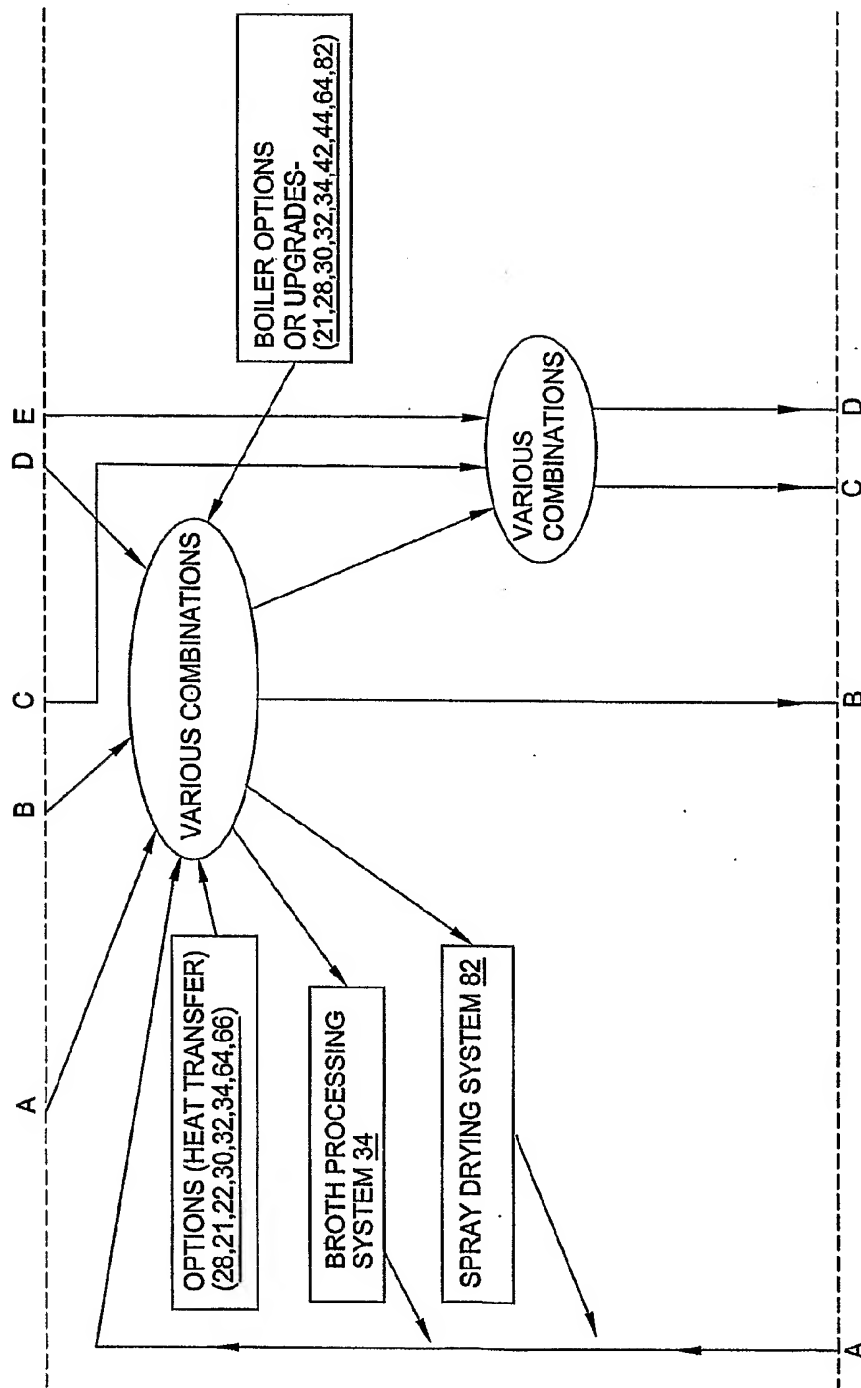 A
B
C
D
E
BOILER OPTIONS
OR UPGRADES-
(21,28,30,32,34,42,44,64,82)
VARIOUS COMBINATIONS
OPTIONS (HEAT TRANSFER)
(28,21,22,30,32,34,64,66)
BROTH PROCESSING
SYSTEM 34
SPRAY DRYING SYSTEM 82
VARIOUS
COMBINATIONS
A
B
C
D